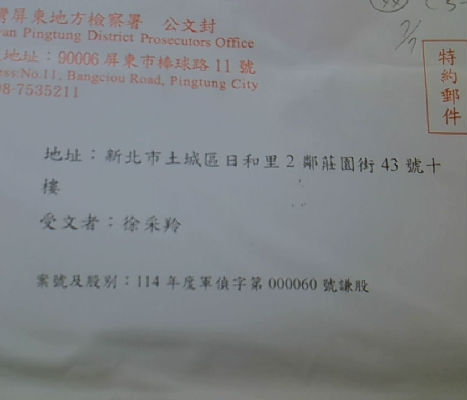 灣屏東地方檢察署 公文封
an Pingtung District Prosecutors Office
地址：90006 屏東市棒球路 11 號
ess:No.11, Bangciou Road, Pingtung City
08-7535211
特約郵件
地址：新北市土城區日和里 2 鄰莊園街 43 號十
樓
受文者：徐采羚
案號及股別：114 年度軍偵字第 000060 號謙股